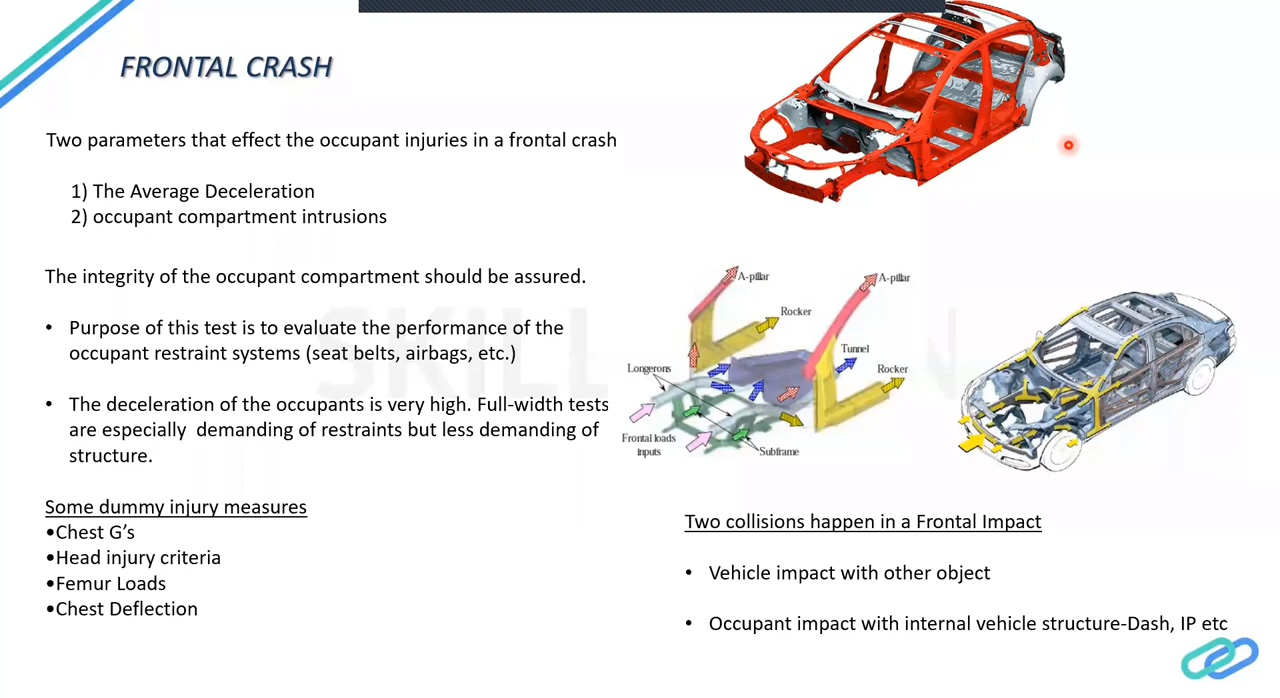 FRONTAL CRASH
Two parameters that effect the occupant injuries in a frontal crash
1) The Average Deceleration
2) occupant compartment intrusions
The integrity of the occupant compartment should be assured.
• Purpose of this test is to evaluate the performance of the
occupant restraint systems (seat belts, airbags, etc.)
• The deceleration of the occupants is very high. Full-width tests
are especially demanding of restraints but less demanding of
structure.
Some dummy injury measures
•Chest G’s
•Head injury criteria
•Femur Loads
•Chest Deflection
A-pillar
A-pillar
Rocker
Tunnel
Longerons
Rocker
Frontal loads
inputs
Subframe
Two collisions happen in a Frontal Impact
• Vehicle impact with other object
• Occupant impact with internal vehicle structure-Dash, IP etc